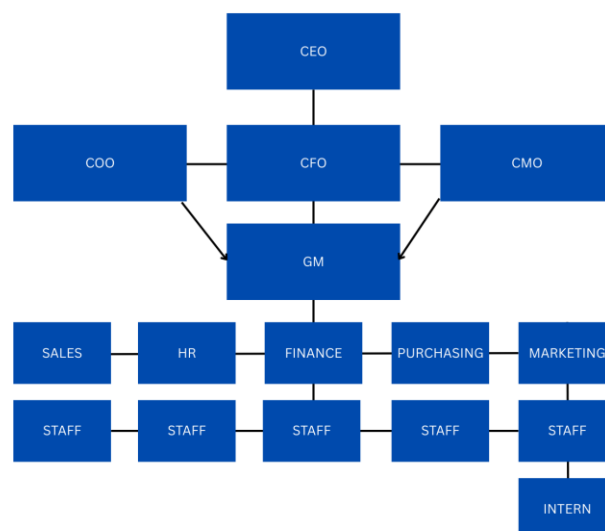 CEO
COO
CFO
CMO
GM
SALES
HR
FINANCE
PURCHASING
MARKETING
STAFF
STAFF
STAFF
STAFF
STAFF
INTERN